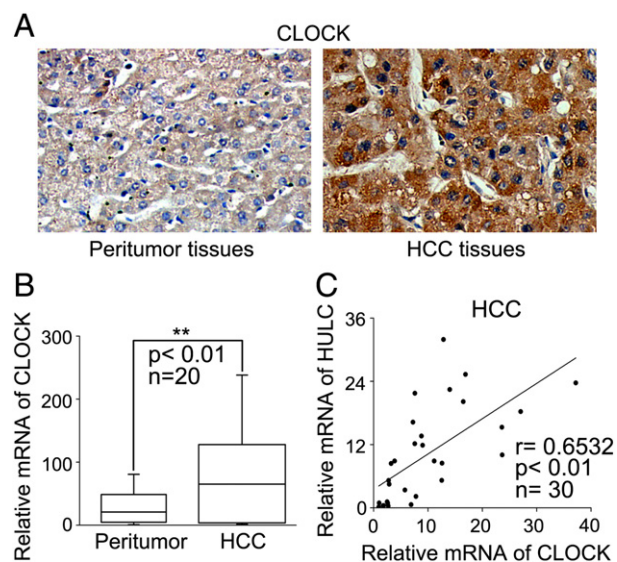 A
CLOCK
Peritumor tissues
HCC tissues
B
Relative mRNA of CLOCK
300
200
100
0
**
p< 0.01
n=20
Peritumor
HCC
C
HCC
Relative mRNA of HULC
36
24
12
0
r= 0.6532
p< 0.01
n= 30
0
10
20
30
40
Relative mRNA of CLOCK